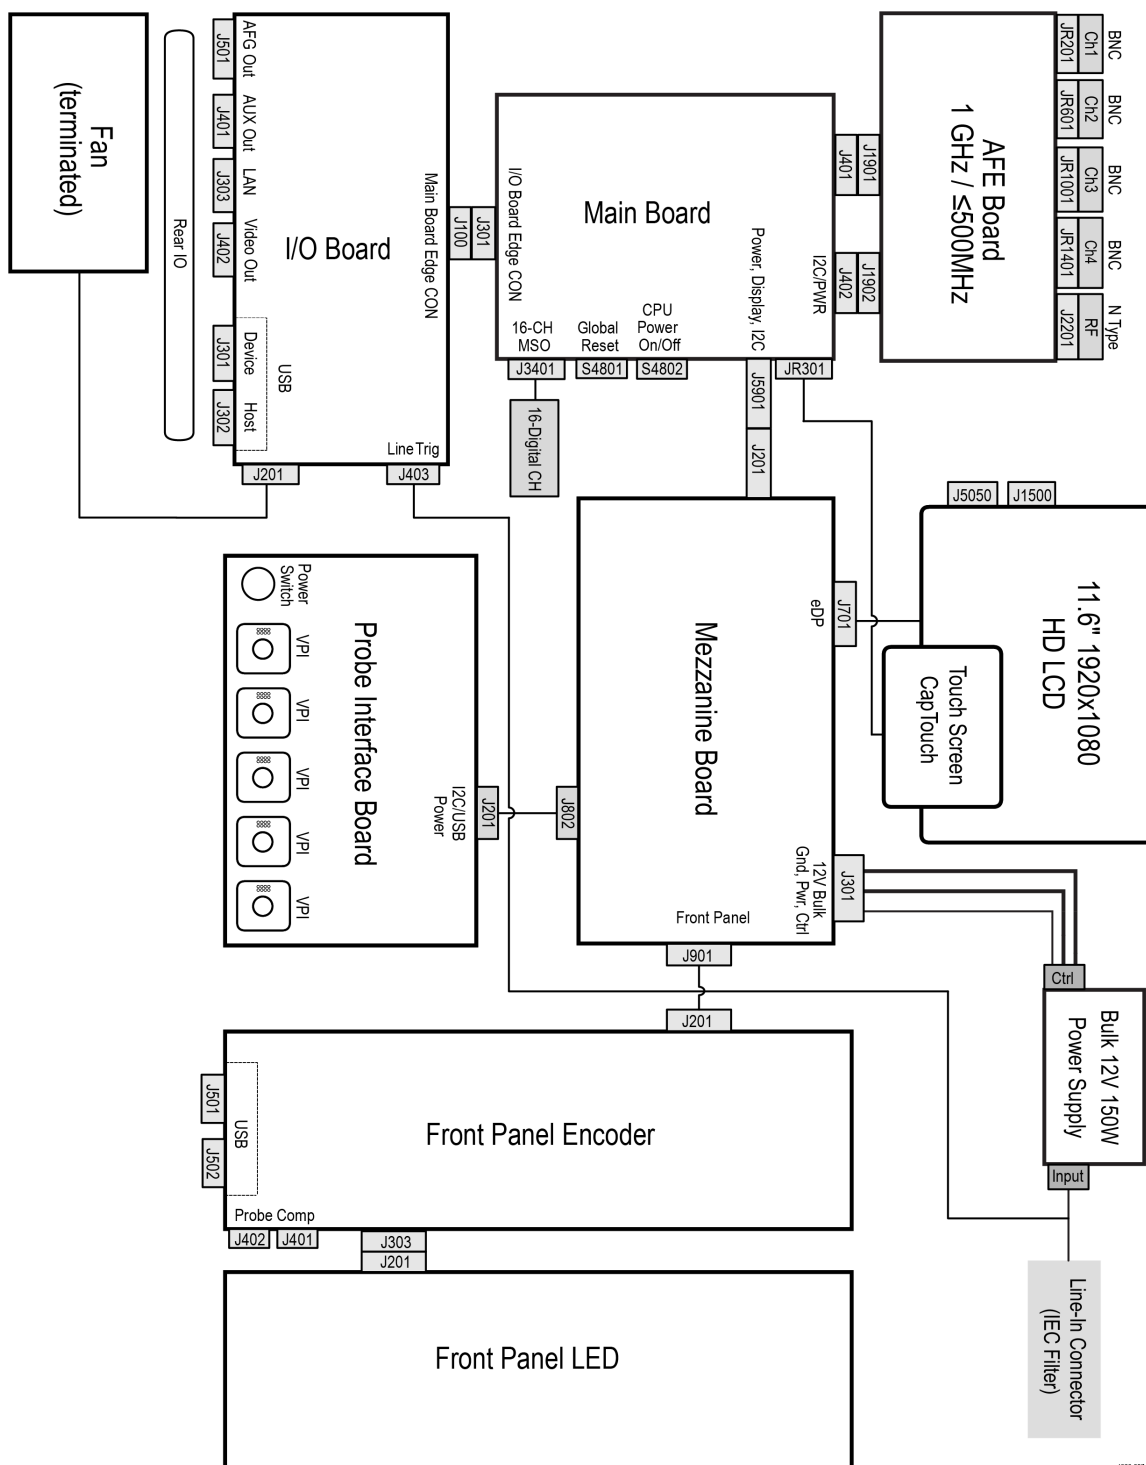 Fan
(terminated)
Rear IO
J501
AFG Out
J401
AUX Out
J303
LAN
J402
Video Out
J301
Device
J302
Host
USB
I/O Board
Main Board Edge CON
Line Trig
J201
J403
J100
J301
I/O Board Edge CON
Main Board
16-CH
MSO
Global
Reset
CPU
Power
On/Off
Power, Display, I2C
I2C/PWR
J3401
S4801
S4802
J5901
JR301
J201
16-Digital CH
J401
J1901
J402
J1902
AFE Board
1 GHz / ≤500MHz
JR201
Ch1
BNC
JR601
Ch2
BNC
JR1001
Ch3
BNC
JR1401
Ch4
BNC
J2201
RF
N Type
J5050
J1500
11.6" 1920x1080
HD LCD
Touch Screen
CapTouch
Mezzanine Board
J701
eDP
J802
J301
12V Bulk
Gnd, Pwr, Ctrl
Front Panel
J901
Probe Interface Board
Power
Switch
VPI
VPI
VPI
VPI
VPI
I2C/USB
Power
J201
Ctrl
Bulk 12V 150W
Power Supply
Input
Line-In Connector
(IEC Filter)
J201
Front Panel Encoder
J501
J502
USB
Probe Comp
J402
J401
J303
J201
Front Panel LED